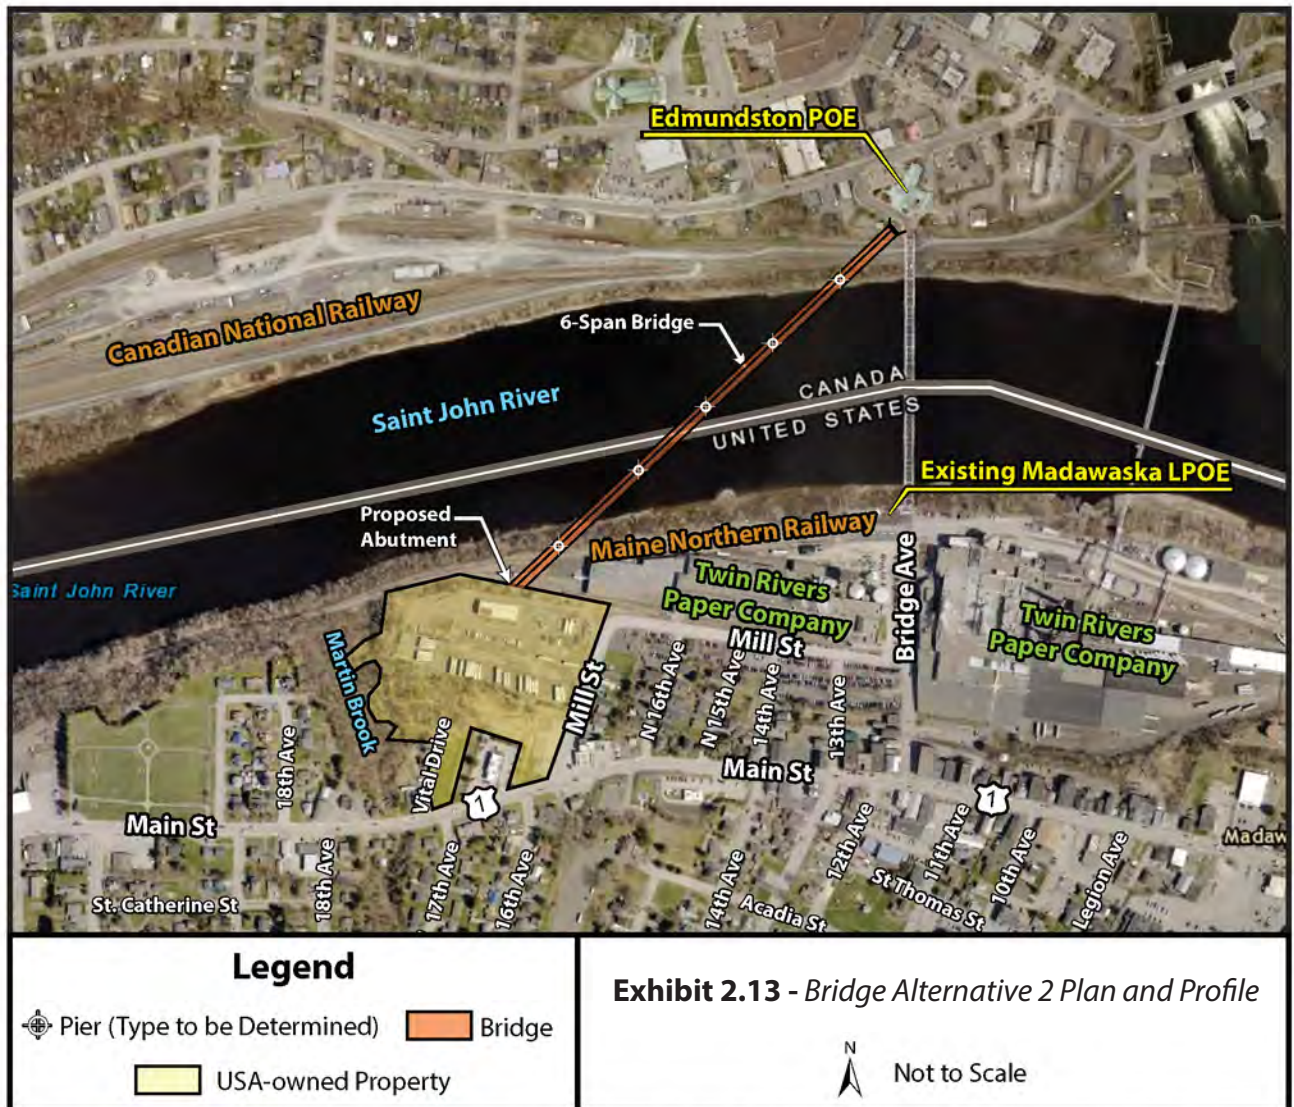 Edmundston POE
Canadian National Railway
6-Span Bridge
Saint John River
CANADA
UNITED STATES
Existing Madawaska LPOE
Proposed
Abutment
Maine Northern Railway
Saint John River
Twin Rivers
Paper Company
Bridge Ave
Twin Rivers
Paper Company
Mill St
Martin Brook
Mill St
N 16th Ave
N 15th Ave
14th Ave
13th Ave
18th Ave
Vital Drive
Main St
1
1
Main St
Madaw
18th Ave
17th Ave
16th Ave
14th Ave
12th Ave
11th Ave
10th Ave
Legion Ave
St Thomas St
Acadia St
St. Catherine St
Legend
Pier (Type to be Determined)
Bridge
USA-owned Property
Exhibit 2.13 - Bridge Alternative 2 Plan and Profile
N
Not to Scale